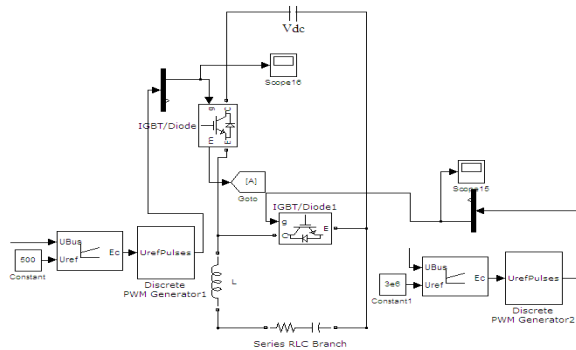 Vdc
Scope16
g
C
IGBT/Diode
m
E
[A]
Goto
Scope15
IGBT/Diode1
g
C
E
UBus
Uref
Ec
500
Constant
UrefPulses
Discrete
PWM Generator1
L
UBus
Uref
Ec
3e6
Constant1
UrefPulses
Discrete
PWM Generator2
Series RLC Branch